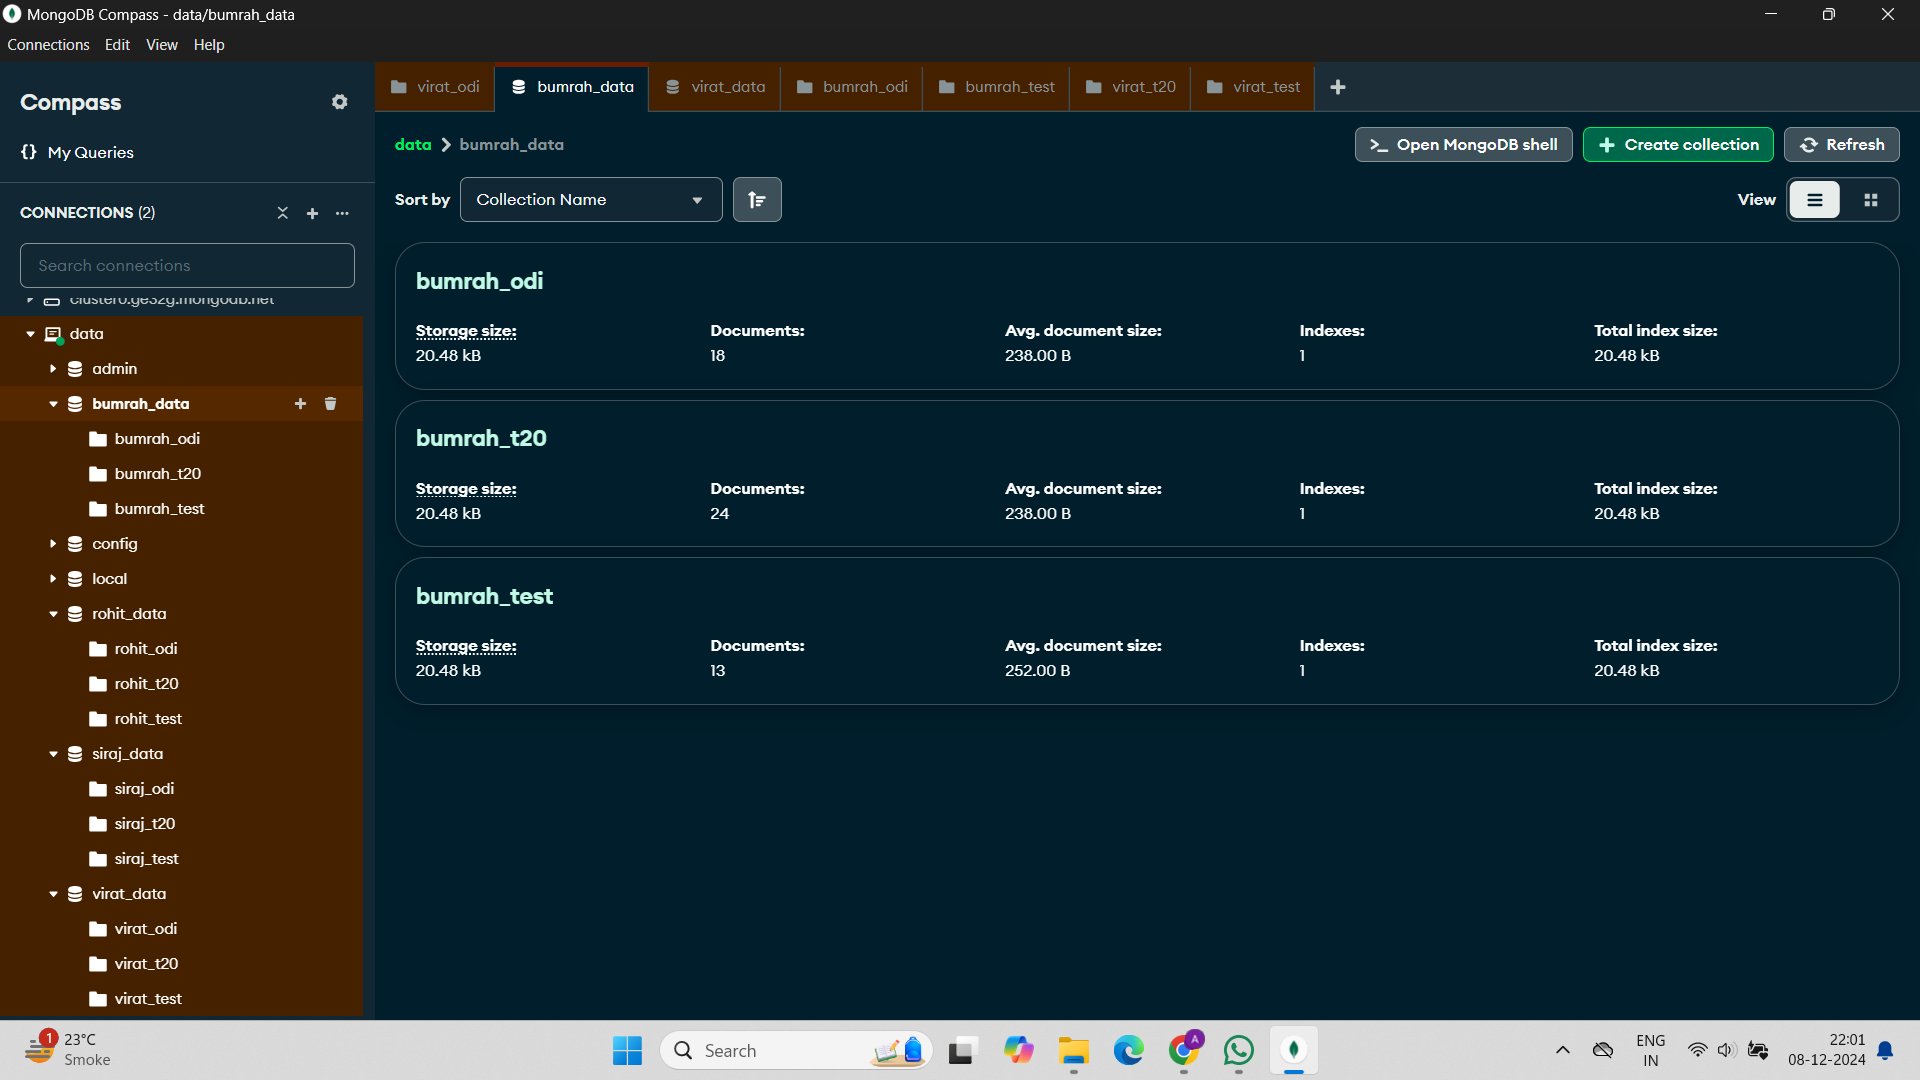 MongoDB Compass - data/bumrah_data
Connections Edit View Help
Compass
{} My Queries
CONNECTIONS (2)
Search connections
cluster0.ge32g.mongodb.net
data
admin
bumrah_data
bumrah_odi
bumrah_t20
bumrah_test
config
local
rohit_data
rohit_odi
rohit_t20
rohit_test
siraj_data
siraj_odi
siraj_t20
siraj_test
virat_data
virat_odi
virat_t20
virat_test
virat_odi bumrah_data virat_data bumrah_odi bumrah_test virat_t20 virat_test
data > bumrah_data
>_ Open MongoDB shell + Create collection Refresh
Sort by Collection Name View
bumrah_odi
Storage size: Documents: Avg. document size: Indexes: Total index size:
20.48 kB 18 238.00 B 1 20.48 kB
bumrah_t20
Storage size: Documents: Avg. document size: Indexes: Total index size:
20.48 kB 24 238.00 B 1 20.48 kB
bumrah_test
Storage size: Documents: Avg. document size: Indexes: Total index size:
20.48 kB 13 252.00 B 1 20.48 kB
1
23°C
Smoke
Search
A
ENG
IN
22:01
08-12-2024